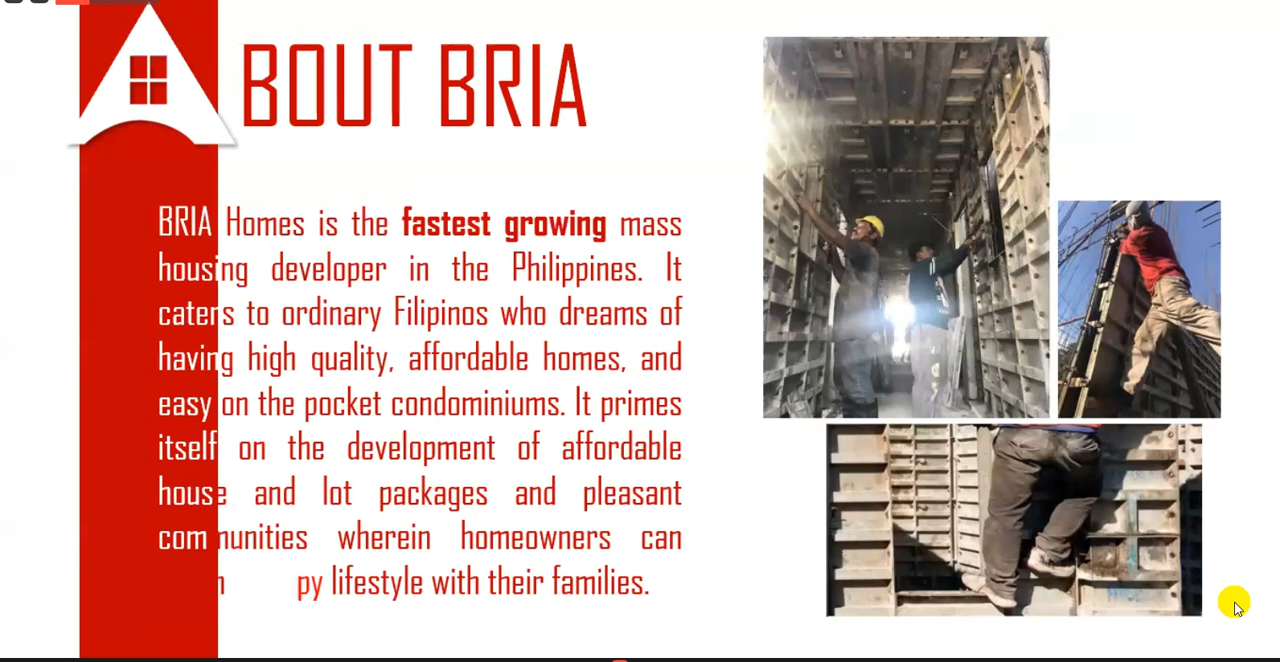 ABOUT BRIA
BRIA Homes is the fastest growing mass
housing developer in the Philippines. It
caters to ordinary Filipinos who dreams of
having high quality, affordable homes, and
easy on the pocket condominiums. It primes
itself on the development of affordable
house and lot packages and pleasant
communities wherein homeowners can
py lifestyle with their families.